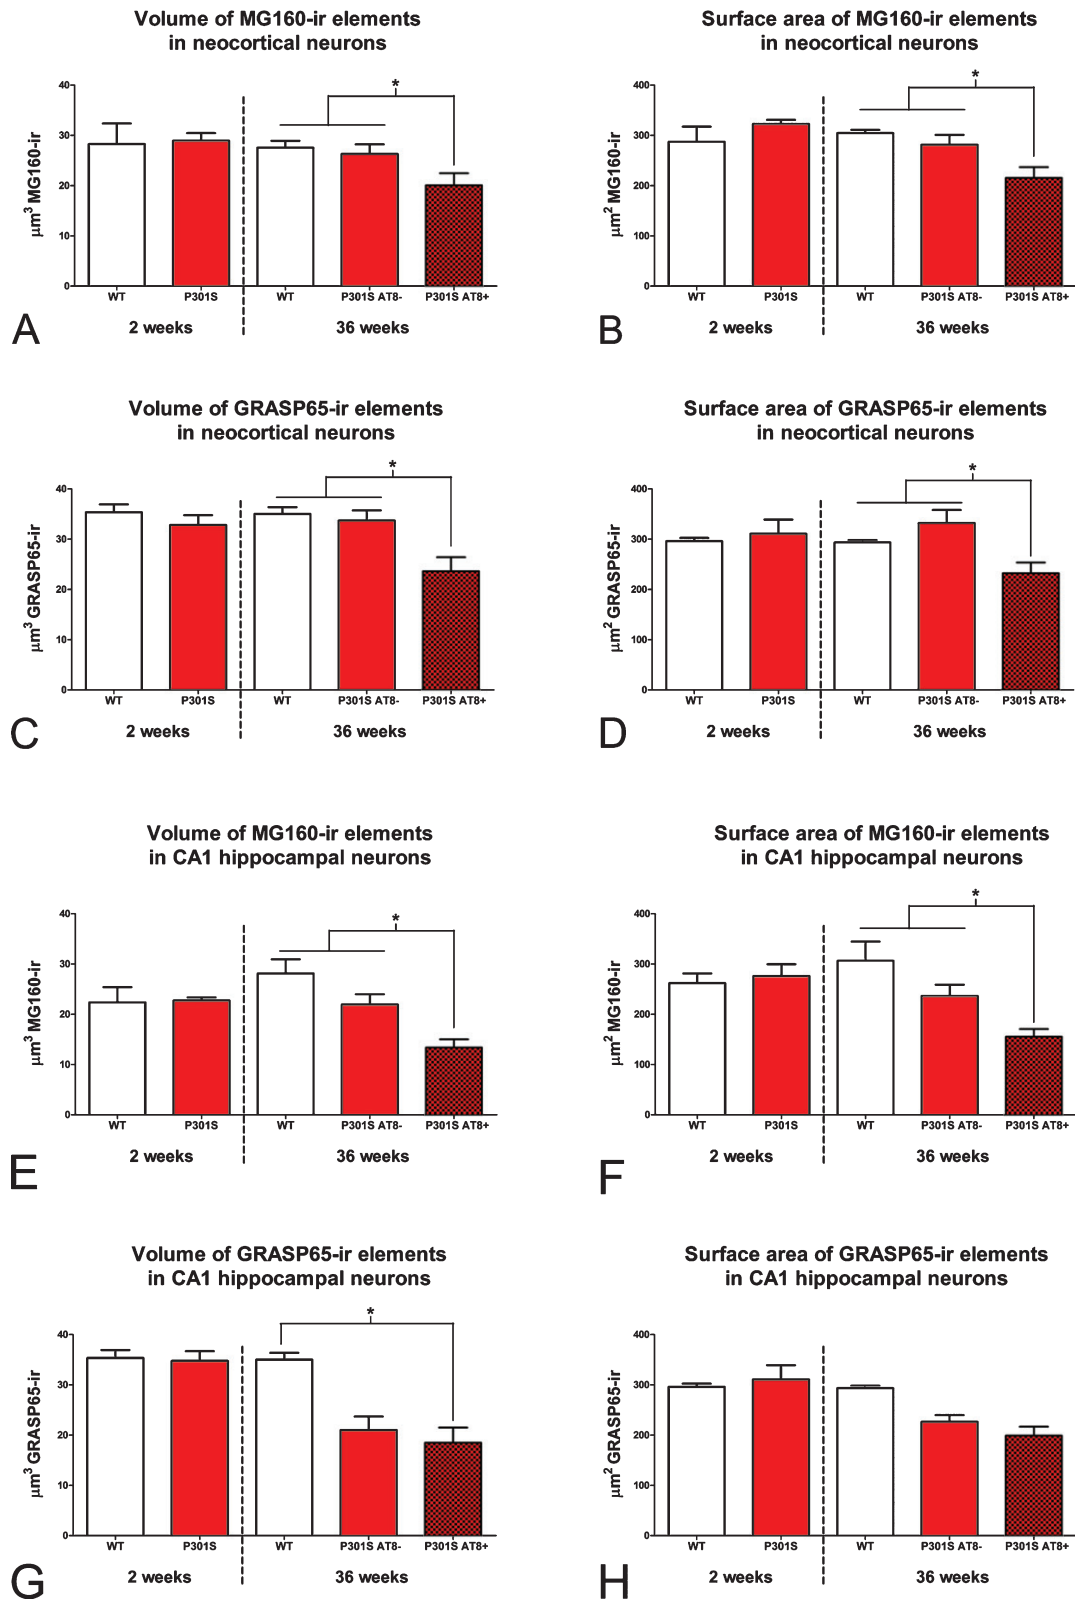 Volume of MG160-ir elements
in neocortical neurons
*
40
30
20
10
0
μm³ MG160-ir
WT
P301S
WT
P301S AT8-
P301S AT8+
2 weeks
36 weeks
A
Surface area of MG160-ir elements
in neocortical neurons
*
400
300
200
100
0
μm² MG160-ir
WT
P301S
WT
P301S AT8-
P301S AT8+
2 weeks
36 weeks
B
Volume of GRASP65-ir elements
in neocortical neurons
*
40
30
20
10
0
μm³ GRASP65-ir
WT
P301S
WT
P301S AT8-
P301S AT8+
2 weeks
36 weeks
C
Surface area of GRASP65-ir elements
in neocortical neurons
*
400
300
200
100
0
μm² GRASP65-ir
WT
P301S
WT
P301S AT8-
P301S AT8+
2 weeks
36 weeks
D
Volume of MG160-ir elements
in CA1 hippocampal neurons
*
40
30
20
10
0
μm³ MG160-ir
WT
P301S
WT
P301S AT8-
P301S AT8+
2 weeks
36 weeks
E
Surface area of MG160-ir elements
in CA1 hippocampal neurons
*
400
300
200
100
0
μm² MG160-ir
WT
P301S
WT
P301S AT8-
P301S AT8+
2 weeks
36 weeks
F
Volume of GRASP65-ir elements
in CA1 hippocampal neurons
*
40
30
20
10
0
μm³ GRASP65-ir
WT
P301S
WT
P301S AT8-
P301S AT8+
2 weeks
36 weeks
G
Surface area of GRASP65-ir elements
in CA1 hippocampal neurons
400
300
200
100
0
μm² GRASP65-ir
WT
P301S
WT
P301S AT8-
P301S AT8+
2 weeks
36 weeks
H